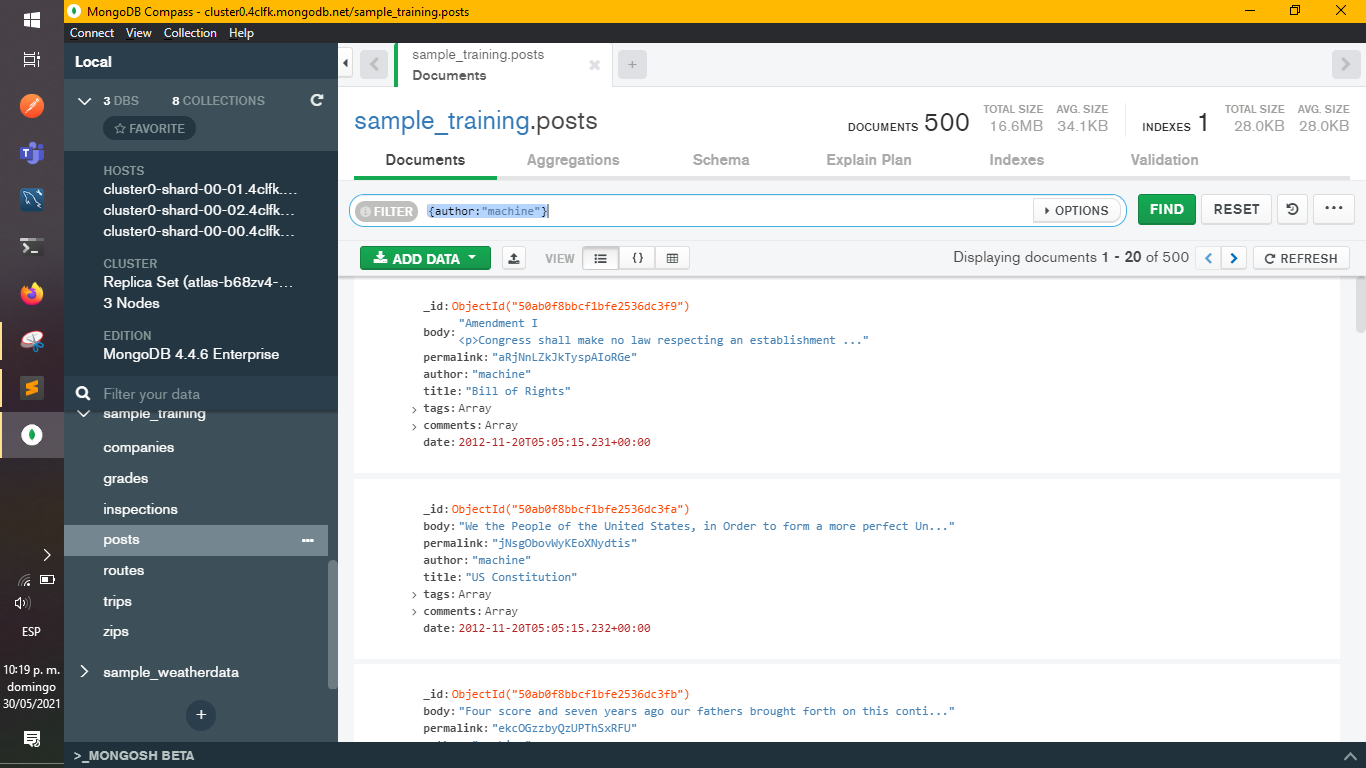 MongoDB Compass - cluster0.4clfk.mongodb.net/sample_training.posts
Connect View Collection Help
Local
3 DBS 8 COLLECTIONS
FAVORITE
HOSTS
cluster0-shard-00-01.4clfk....
cluster0-shard-00-02.4clfk...
cluster0-shard-00-00.4clfk...
CLUSTER
Replica Set (atlas-b68zv4-...
3 Nodes
EDITION
MongoDB 4.4.6 Enterprise
Filter your data
sample_training
companies
grades
inspections
posts
routes
trips
zips
sample_weatherdata
+
ESP
10:19 p. m.
domingo
30/05/2021
>_MONGOSH BETA
sample_training.posts
Documents
+
sample_training.posts
DOCUMENTS 500
TOTAL SIZE
16.6MB
AVG. SIZE
34.1KB
INDEXES 1
TOTAL SIZE
28.0KB
AVG. SIZE
28.0KB
Documents Aggregations Schema Explain Plan Indexes Validation
FILTER {author:"machine"} OPTIONS FIND RESET
ADD DATA VIEW {} Displaying documents 1 - 20 of 500 REFRESH
_id: ObjectId("50ab0f8bbcf1bfe2536dc3f9")
body: "Amendment I
<p>Congress shall make no law respecting an establishment ..."
permalink: "aRjNnLZkJkTyspAIoRGe"
author: "machine"
title: "Bill of Rights"
tags: Array
comments: Array
date: 2012-11-20T05:05:15.231+00:00
_id: ObjectId("50ab0f8bbcf1bfe2536dc3fa")
body: "We the People of the United States, in Order to form a more perfect Un..."
permalink: "jNsgObovWyKEoXNydtis"
author: "machine"
title: "US Constitution"
tags: Array
comments: Array
date: 2012-11-20T05:05:15.232+00:00
_id: ObjectId("50ab0f8bbcf1bfe2536dc3fb")
body: "Four score and seven years ago our fathers brought forth on this conti..."
permalink: "ekcOGzzbyQzUPThSxRFU"